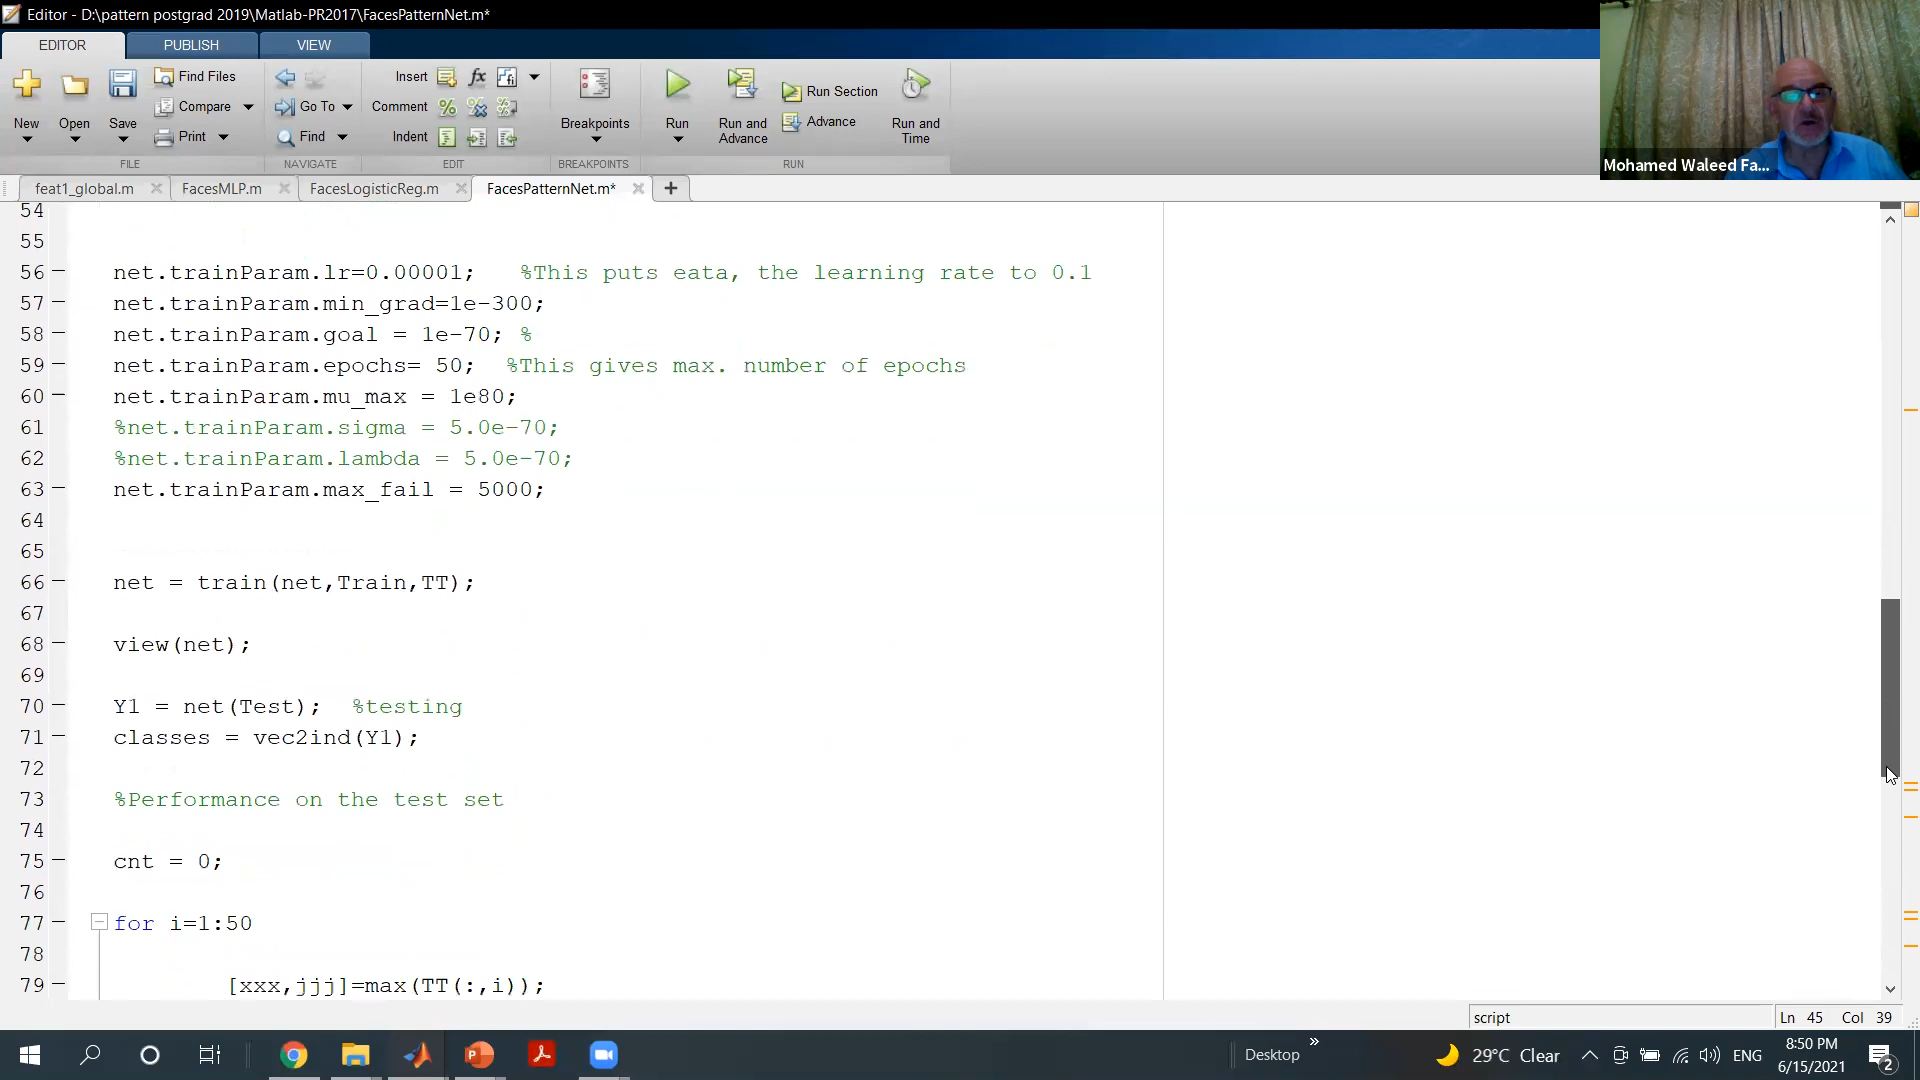 Editor - D:\pattern postgrad 2019\Matlab-PR2017\FacesPatternNet.m*
EDITOR PUBLISH VIEW
New
Open
Save
Find Files
Compare
Print
FILE
Go To
Find
NAVIGATE
Insert
Comment
Indent
EDIT
Breakpoints
BREAKPOINTS
Run
Run and Advance
Run Section
Advance
Run and Time
RUN
Mohamed Waleed Fa...
feat1_global.m FacesMLP.m FacesLogisticReg.m FacesPatternNet.m*
54
55
56 net.trainParam.lr=0.00001; %This puts eata, the learning rate to 0.1
57 net.trainParam.min_grad=1e-300;
58 net.trainParam.goal = 1e-70; %
59 net.trainParam.epochs= 50; %This gives max. number of epochs
60 net.trainParam.mu_max = 1e80;
61 %net.trainParam.sigma = 5.0e-70;
62 %net.trainParam.lambda = 5.0e-70;
63 net.trainParam.max_fail = 5000;
64
65
66 net = train(net,Train,TT);
67
68 view(net);
69
70 Y1 = net(Test); %testing
71 classes = vec2ind(Y1);
72
73 %Performance on the test set
74
75 cnt = 0;
76
77 for i=1:50
78
79 [xxx,jjj]=max(TT(:,i));
script Ln 45 Col 39
Desktop
29°C Clear
ENG
8:50 PM
6/15/2021
2